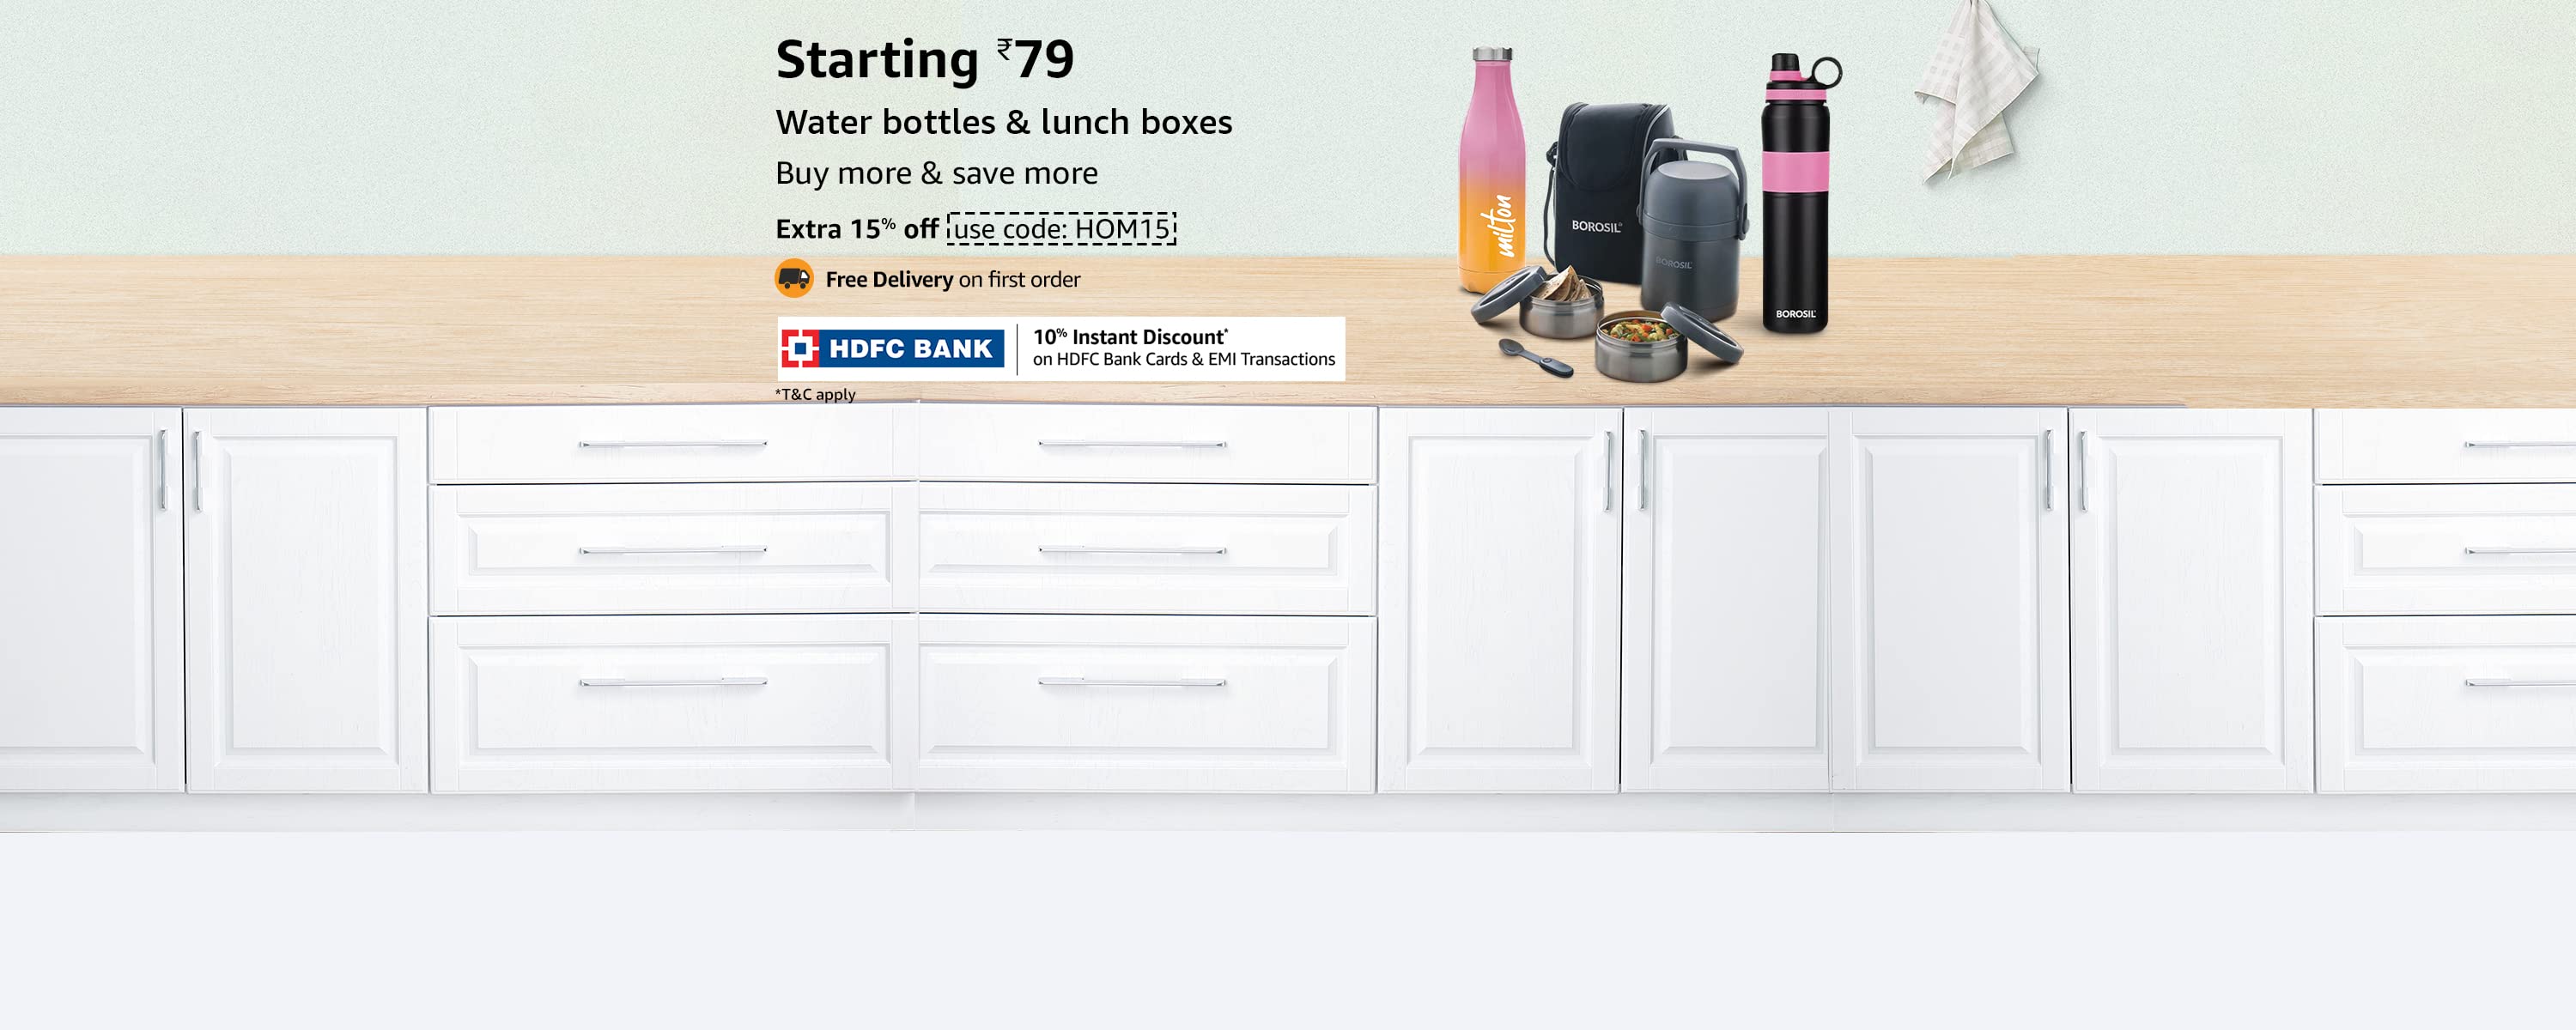 Starting ₹79
Water bottles & lunch boxes
Buy more & save more
Extra 15% off use code: HOM15
Free Delivery on first order
HDFC BANK
10% Instant Discount*
on HDFC Bank Cards & EMI Transactions
*T&C apply
milton
BOROSIL®
BOROSIL
BOROSIL